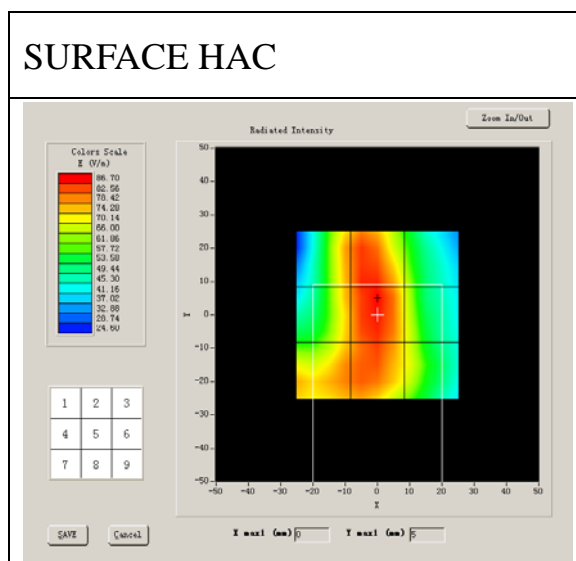 SURFACE HAC
Zoom In/Out
Radiated Intensity
Colors Scale
E (V/m)
86.70
82.56
78.42
74.28
70.14
66.00
61.86
57.72
53.58
49.44
45.30
41.16
37.02
32.88
28.74
24.60
50
40
30
20
10
Y
0
-10
-20
-30
-40
-50
-50 -40 -30 -20 -10 0 10 20 30 40 50
X
1 2 3
4 5 6
7 8 9
SAVE Cancel X max1 (mm) 0 Y max1 (mm) 5